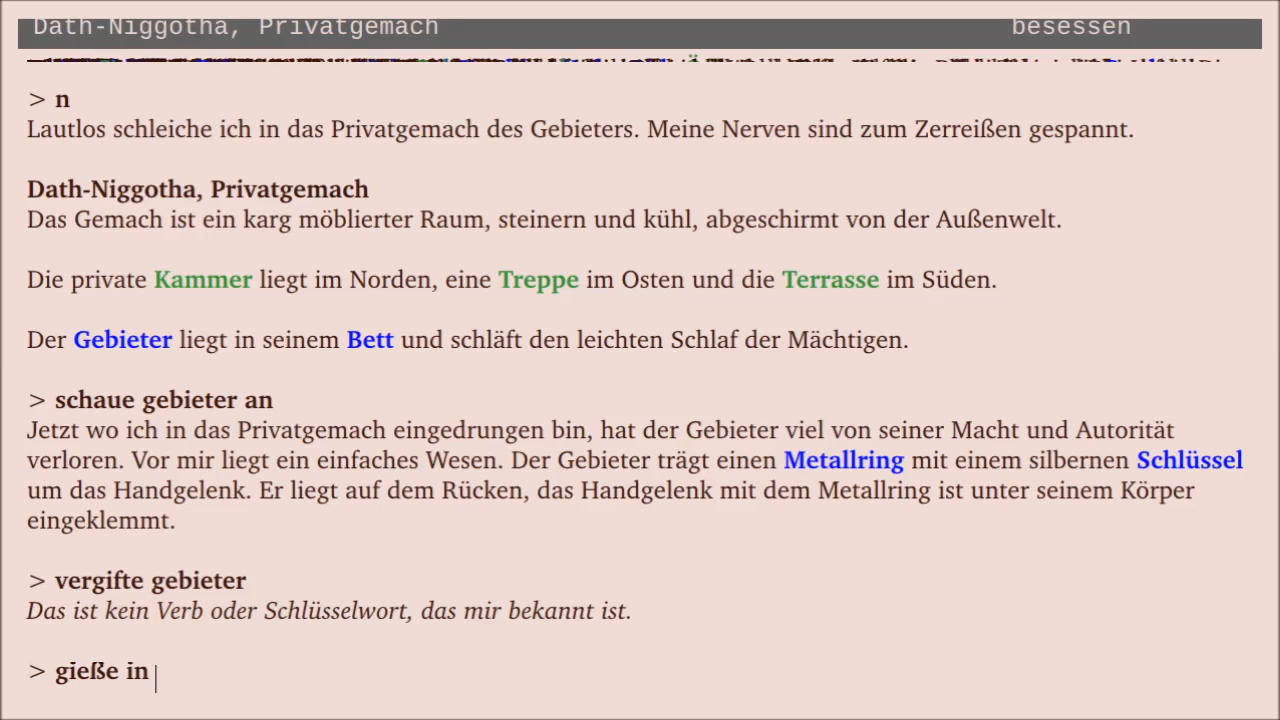 Dath-Niggotha, Privatgemach besessen
> n
Lautlos schleiche ich in das Privatgemach des Gebieters. Meine Nerven sind zum Zerreißen gespannt.
Dath-Niggotha, Privatgemach
Das Gemach ist ein karg möblierter Raum, steinern und kühl, abgeschirmt von der Außenwelt.
Die private Kammer liegt im Norden, eine Treppe im Osten und die Terrasse im Süden.
Der Gebieter liegt in seinem Bett und schläft den leichten Schlaf der Mächtigen.
> schaue gebieter an
Jetzt wo ich in das Privatgemach eingedrungen bin, hat der Gebieter viel von seiner Macht und Autorität
verloren. Vor mir liegt ein einfaches Wesen. Der Gebieter trägt einen Metallring mit einem silbernen Schlüssel
um das Handgelenk. Er liegt auf dem Rücken, das Handgelenk mit dem Metallring ist unter seinem Körper
eingeklemmt.
> vergifte gebieter
Das ist kein Verb oder Schlüsselwort, das mir bekannt ist.
> gieße in